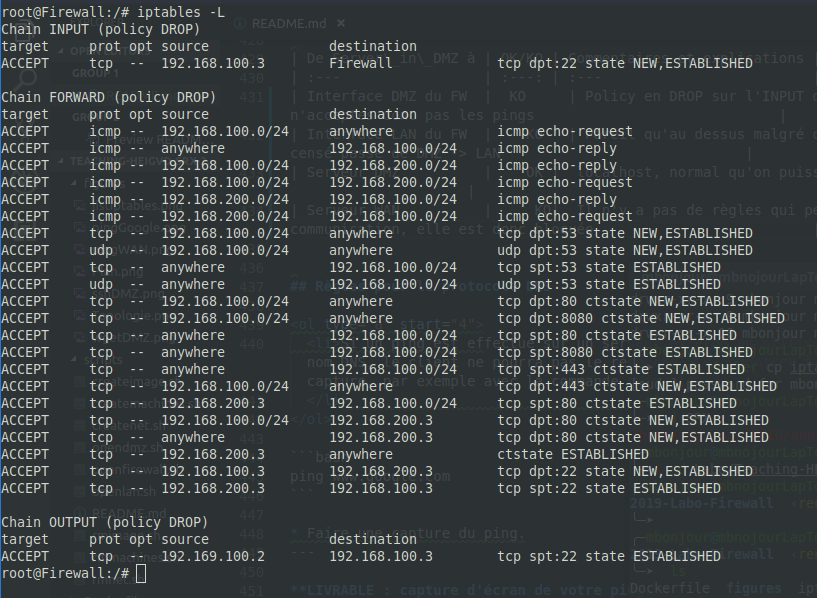 root@Firewall:/# iptables -L
Chain INPUT (policy DROP)
target     prot opt source               destination
ACCEPT     tcp  --  192.168.100.3        Firewall             tcp dpt:22 state NEW,ESTABLISHED

Chain FORWARD (policy DROP)
target     prot opt source               destination
ACCEPT     icmp --  192.168.100.0/24     anywhere             icmp echo-request
ACCEPT     icmp --  anywhere             192.168.100.0/24     icmp echo-reply
ACCEPT     icmp --  192.168.100.0/24     192.168.200.0/24     icmp echo-reply
ACCEPT     icmp --  192.168.100.0/24     192.168.200.0/24     icmp echo-request
ACCEPT     icmp --  192.168.200.0/24     192.168.100.0/24     icmp echo-reply
ACCEPT     icmp --  192.168.200.0/24     192.168.100.0/24     icmp echo-request
ACCEPT     tcp  --  192.168.100.0/24     anywhere             tcp dpt:53 state NEW,ESTABLISHED
ACCEPT     udp  --  192.168.100.0/24     anywhere             udp dpt:53 state NEW,ESTABLISHED
ACCEPT     tcp  --  anywhere             192.168.100.0/24     tcp spt:53 state ESTABLISHED
ACCEPT     udp  --  anywhere             192.168.100.0/24     udp spt:53 state ESTABLISHED
ACCEPT     tcp  --  192.168.100.0/24     anywhere             tcp dpt:80 ctstate NEW,ESTABLISHED
ACCEPT     tcp  --  192.168.100.0/24     anywhere             tcp dpt:8080 ctstate NEW,ESTABLISHED
ACCEPT     tcp  --  anywhere             192.168.100.0/24     tcp spt:80 ctstate ESTABLISHED
ACCEPT     tcp  --  anywhere             192.168.100.0/24     tcp spt:8080 ctstate ESTABLISHED
ACCEPT     tcp  --  anywhere             192.168.100.0/24     tcp spt:443 ctstate ESTABLISHED
ACCEPT     tcp  --  192.168.100.0/24     anywhere             tcp dpt:443 ctstate NEW,ESTABLISHED
ACCEPT     tcp  --  192.168.200.3        192.168.100.0/24     tcp spt:80 ctstate ESTABLISHED
ACCEPT     tcp  --  192.168.100.0/24     192.168.200.3        tcp dpt:80 ctstate NEW,ESTABLISHED
ACCEPT     tcp  --  anywhere             192.168.200.3        tcp dpt:80 ctstate NEW,ESTABLISHED
ACCEPT     tcp  --  192.168.200.3        anywhere             ctstate ESTABLISHED
ACCEPT     tcp  --  192.168.100.3        192.168.200.3        tcp dpt:22 state NEW,ESTABLISHED
ACCEPT     tcp  --  192.168.200.3        192.168.100.3        tcp spt:22 state ESTABLISHED

Chain OUTPUT (policy DROP)
target     prot opt source               destination
ACCEPT     tcp  --  192.169.100.2        192.168.100.3        tcp spt:22 state ESTABLISHED
root@Firewall:/#
README.md
ping www.google.com
* Faire une capture du ping.